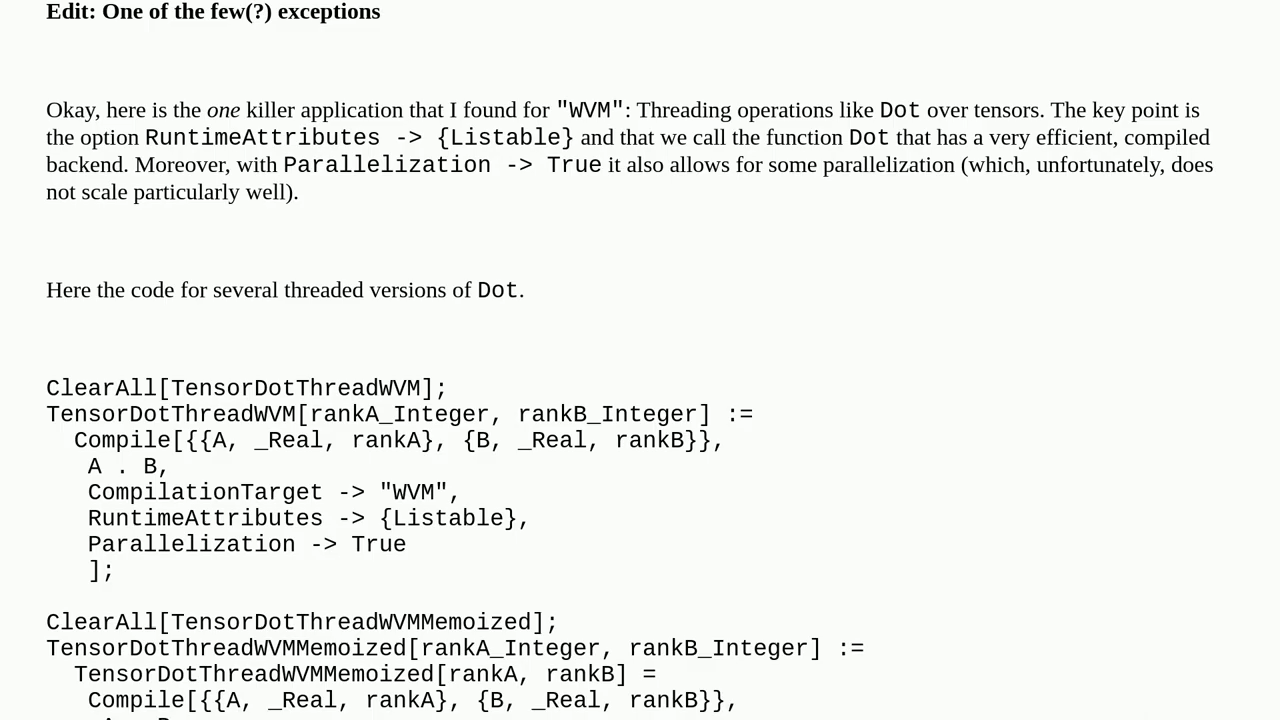 Edit: One of the few(?) exceptions
Okay, here is the one killer application that I found for "WVM": Threading operations like Dot over tensors. The key point is
the option RuntimeAttributes -> {Listable} and that we call the function Dot that has a very efficient, compiled
backend. Moreover, with Parallelization -> True it also allows for some parallelization (which, unfortunately, does
not scale particularly well).
Here the code for several threaded versions of Dot.
ClearAll[TensorDotThreadWVM];
TensorDotThreadWVM[rankA_Integer, rankB_Integer] :=
  Compile[{{A, _Real, rankA}, {B, _Real, rankB}},
   A . B,
   CompilationTarget -> "WVM",
   RuntimeAttributes -> {Listable},
   Parallelization -> True
   ];
ClearAll[TensorDotThreadWVMMemoized];
TensorDotThreadWVMMemoized[rankA_Integer, rankB_Integer] :=
  TensorDotThreadWVMMemoized[rankA, rankB] =
   Compile[{{A, _Real, rankA}, {B, _Real, rankB}},